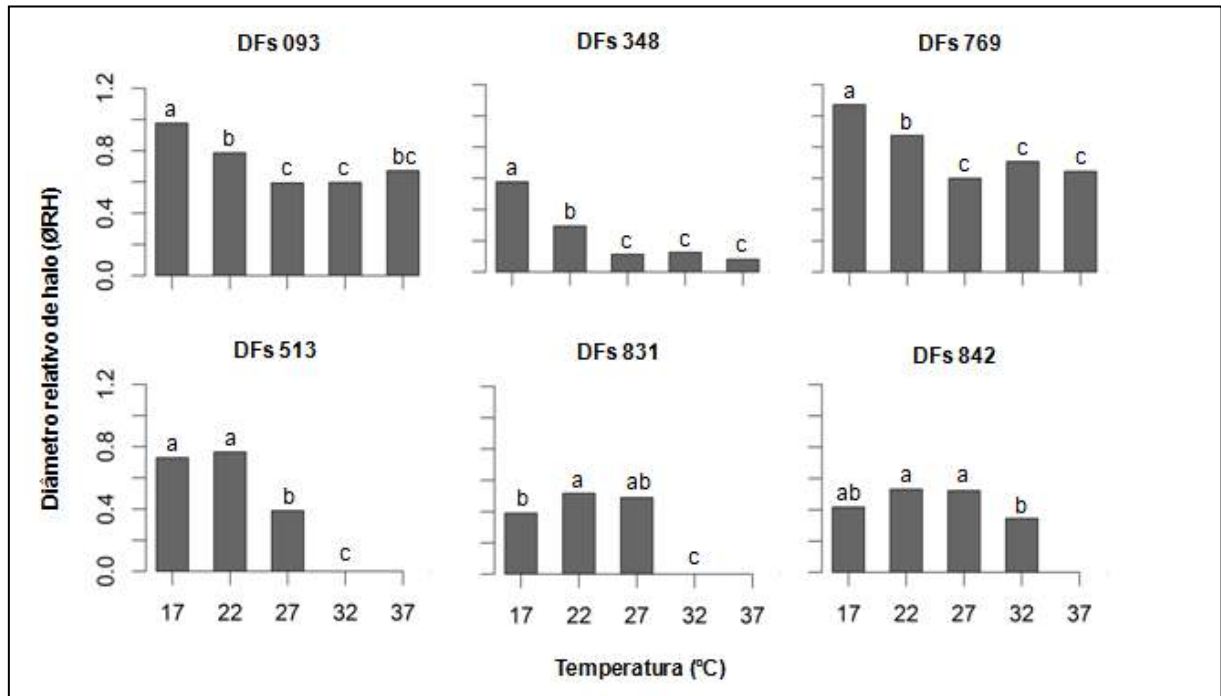 DFs 093 DFs 348 DFs 769
Diâmetro relativo de halo (ØRH)
1.2
0.8
0.4
0.0
a b c c bc
a b c c c
a b c c c
DFs 513 DFs 831 DFs 842
1.2
0.8
0.4
0.0
a a b c
b a ab c
ab a a b
17 22 27 32 37
17 22 27 32 37
17 22 27 32 37
Temperatura (ºC)